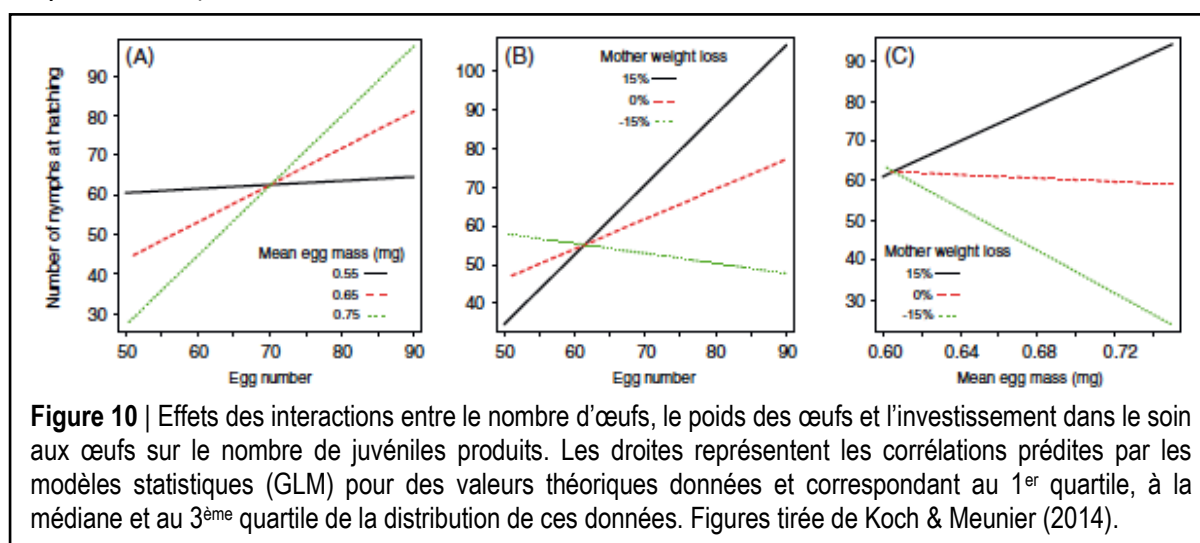 (A)
Number of nymphs at hatching
90
80
70
60
50
40
30
Mean egg mass (mg)
0.55
0.65
0.75
50 60 70 80 90
Egg number
(B)
Mother weight loss
15%
0%
-15%
100
90
80
70
60
50
40
50 60 70 80 90
Egg number
(C)
90
80
70
60
50
40
30
Mother weight loss
15%
0%
-15%
0.60 0.64 0.68 0.72
Mean egg mass (mg)
Figure 10 | Effets des interactions entre le nombre d’œufs, le poids des œufs et l’investissement dans le soin
aux œufs sur le nombre de juvéniles produits. Les droites représentent les corrélations prédites par les
modèles statistiques (GLM) pour des valeurs théoriques données et correspondant au 1er quartile, à la
médiane et au 3ème quartile de la distribution de ces données. Figures tirée de Koch & Meunier (2014).